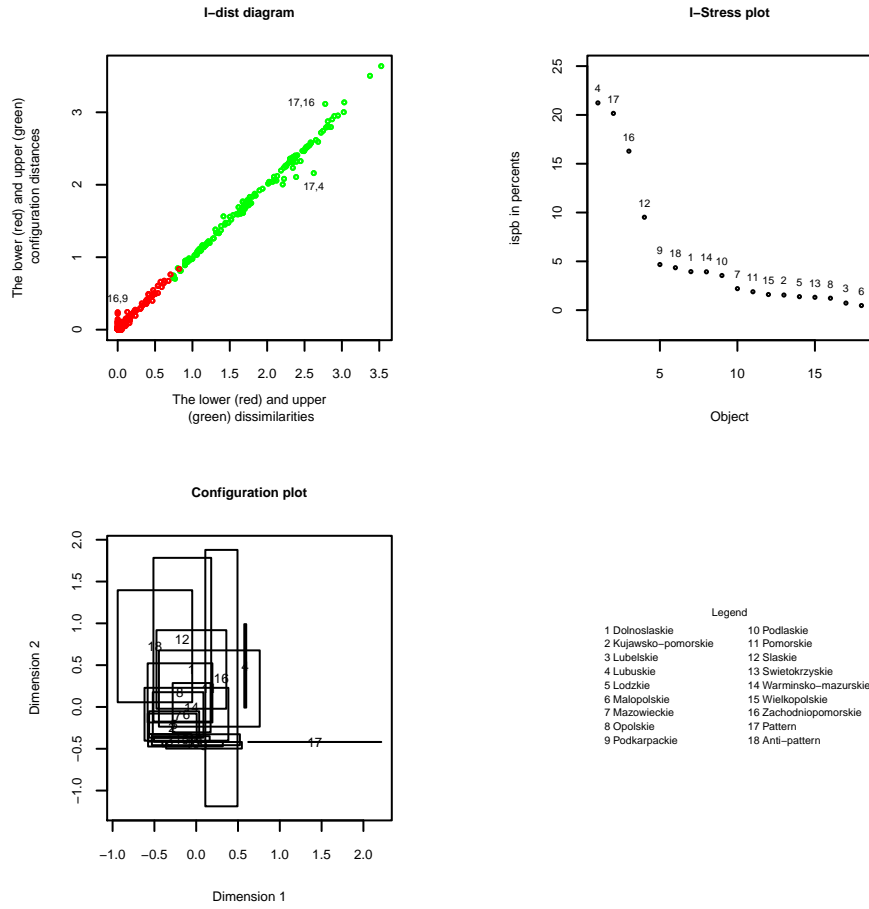 I−dist diagram
The lower (red) and upper (green)
configuration distances
3
2
1
0
17,16
17,4
16,9
0.0 0.5 1.0 1.5 2.0 2.5 3.0 3.5
The lower (red) and upper
(green) dissimilarities
I−Stress plot
ispb in percents
25
20
15
10
5
0
4
17
16
12
9
18
1
14
10
7
11
15
2
5
13
8
3
6
5 10 15
Object
Configuration plot
Dimension 2
2.0
1.5
1.0
0.5
0.0
−0.5
−1.0
12
18
1
4
16
8
14
6
17
−1.0 −0.5 0.0 0.5 1.0 1.5 2.0
Dimension 1
Legend
1 Dolnoslaskie
2 Kujawsko−pomorskie
3 Lubelskie
4 Lubuskie
5 Lodzkie
6 Malopolskie
7 Mazowieckie
8 Opolskie
9 Podkarpackie
10 Podlaskie
11 Pomorskie
12 Slaskie
13 Swietokrzyskie
14 Warminsko−mazurskie
15 Wielkopolskie
16 Zachodniopomorskie
17 Pattern
18 Anti−pattern